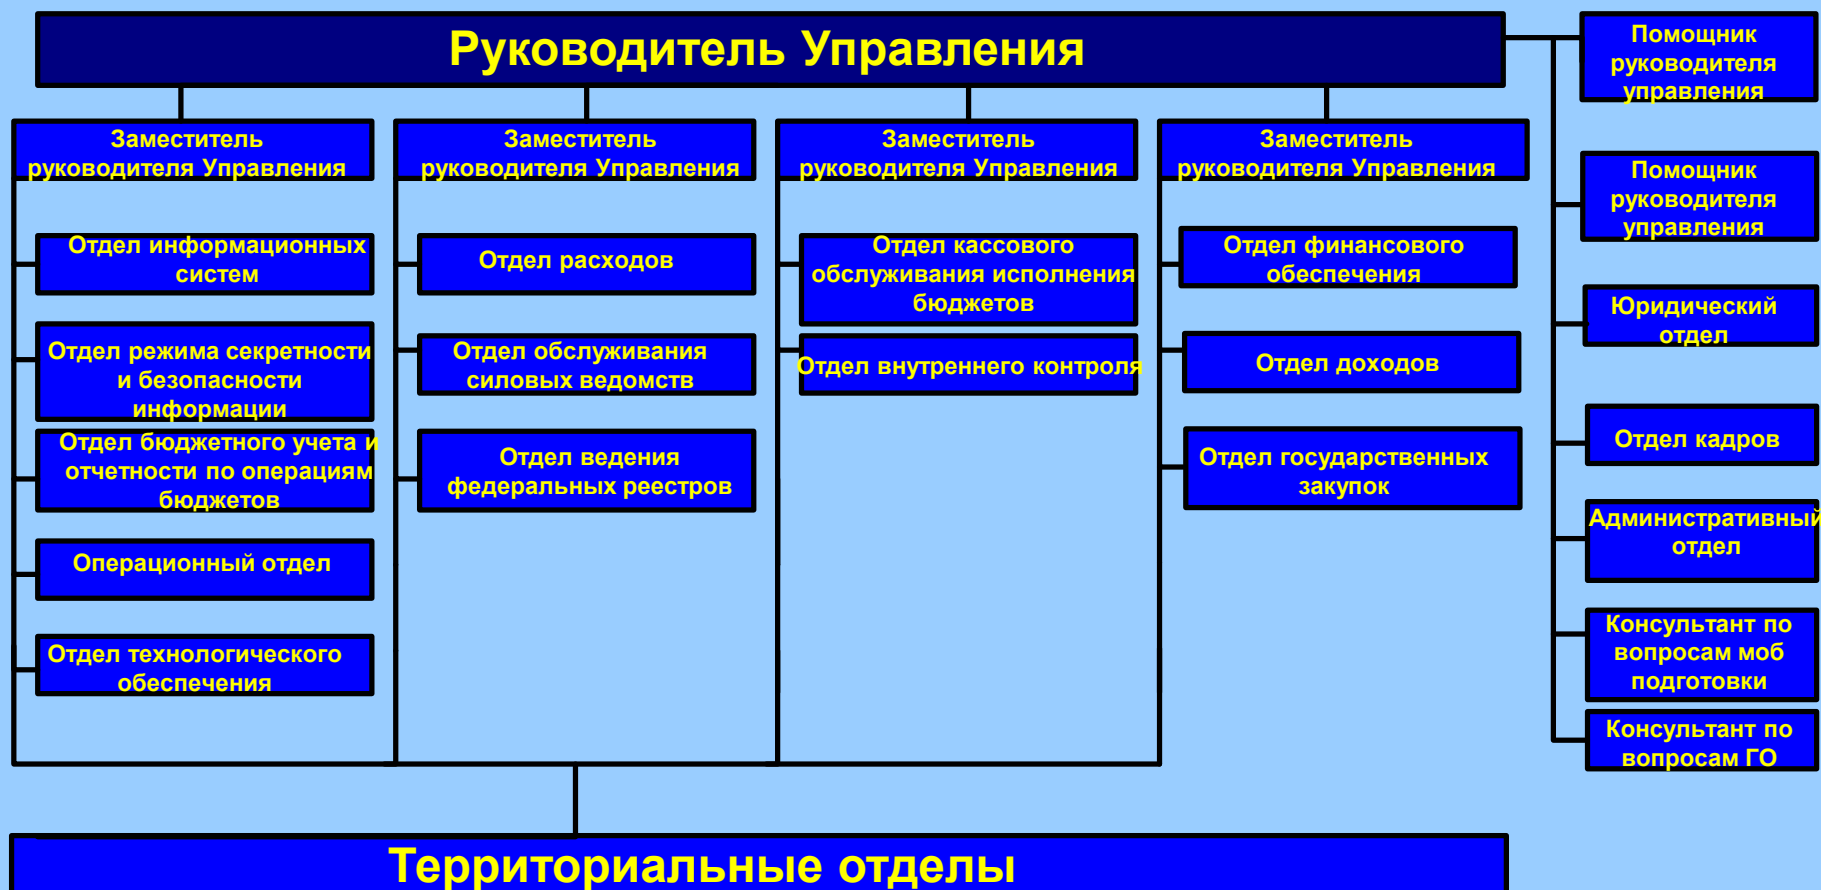 Руководитель Управления
Заместитель
руководителя Управления
Отдел информационных
систем
Отдел режима секретности
и безопасности
информации
Отдел бюджетного учета и
отчетности по операциям
бюджетов
Операционный отдел
Отдел технологического
обеспечения
Заместитель
руководителя Управления
Отдел расходов
Отдел обслуживания
силовых ведомств
Отдел ведения
федеральных реестров
Заместитель
руководителя Управления
Отдел кассового
обслуживания исполнения
бюджетов
Отдел внутреннего контроля
Заместитель
руководителя Управления
Отдел финансового
обеспечения
Отдел доходов
Отдел государственных
закупок
Помощник
руководителя
управления
Помощник
руководителя
управления
Юридический
отдел
Отдел кадров
Административный
отдел
Консультант по
вопросам моб
подготовки
Консультант по
вопросам ГО
Территориальные отделы